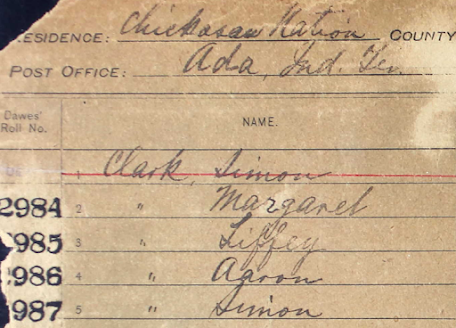 RESIDENCE: Chickasaw Nation COUNTY
POST OFFICE: Ada, Ind. Ter.
Dawes' Roll No. NAME.
1 Clark, Simon
2984 2 " Margaret
985 3 " Liffey
986 4 " Aaron
987 5 " Simon